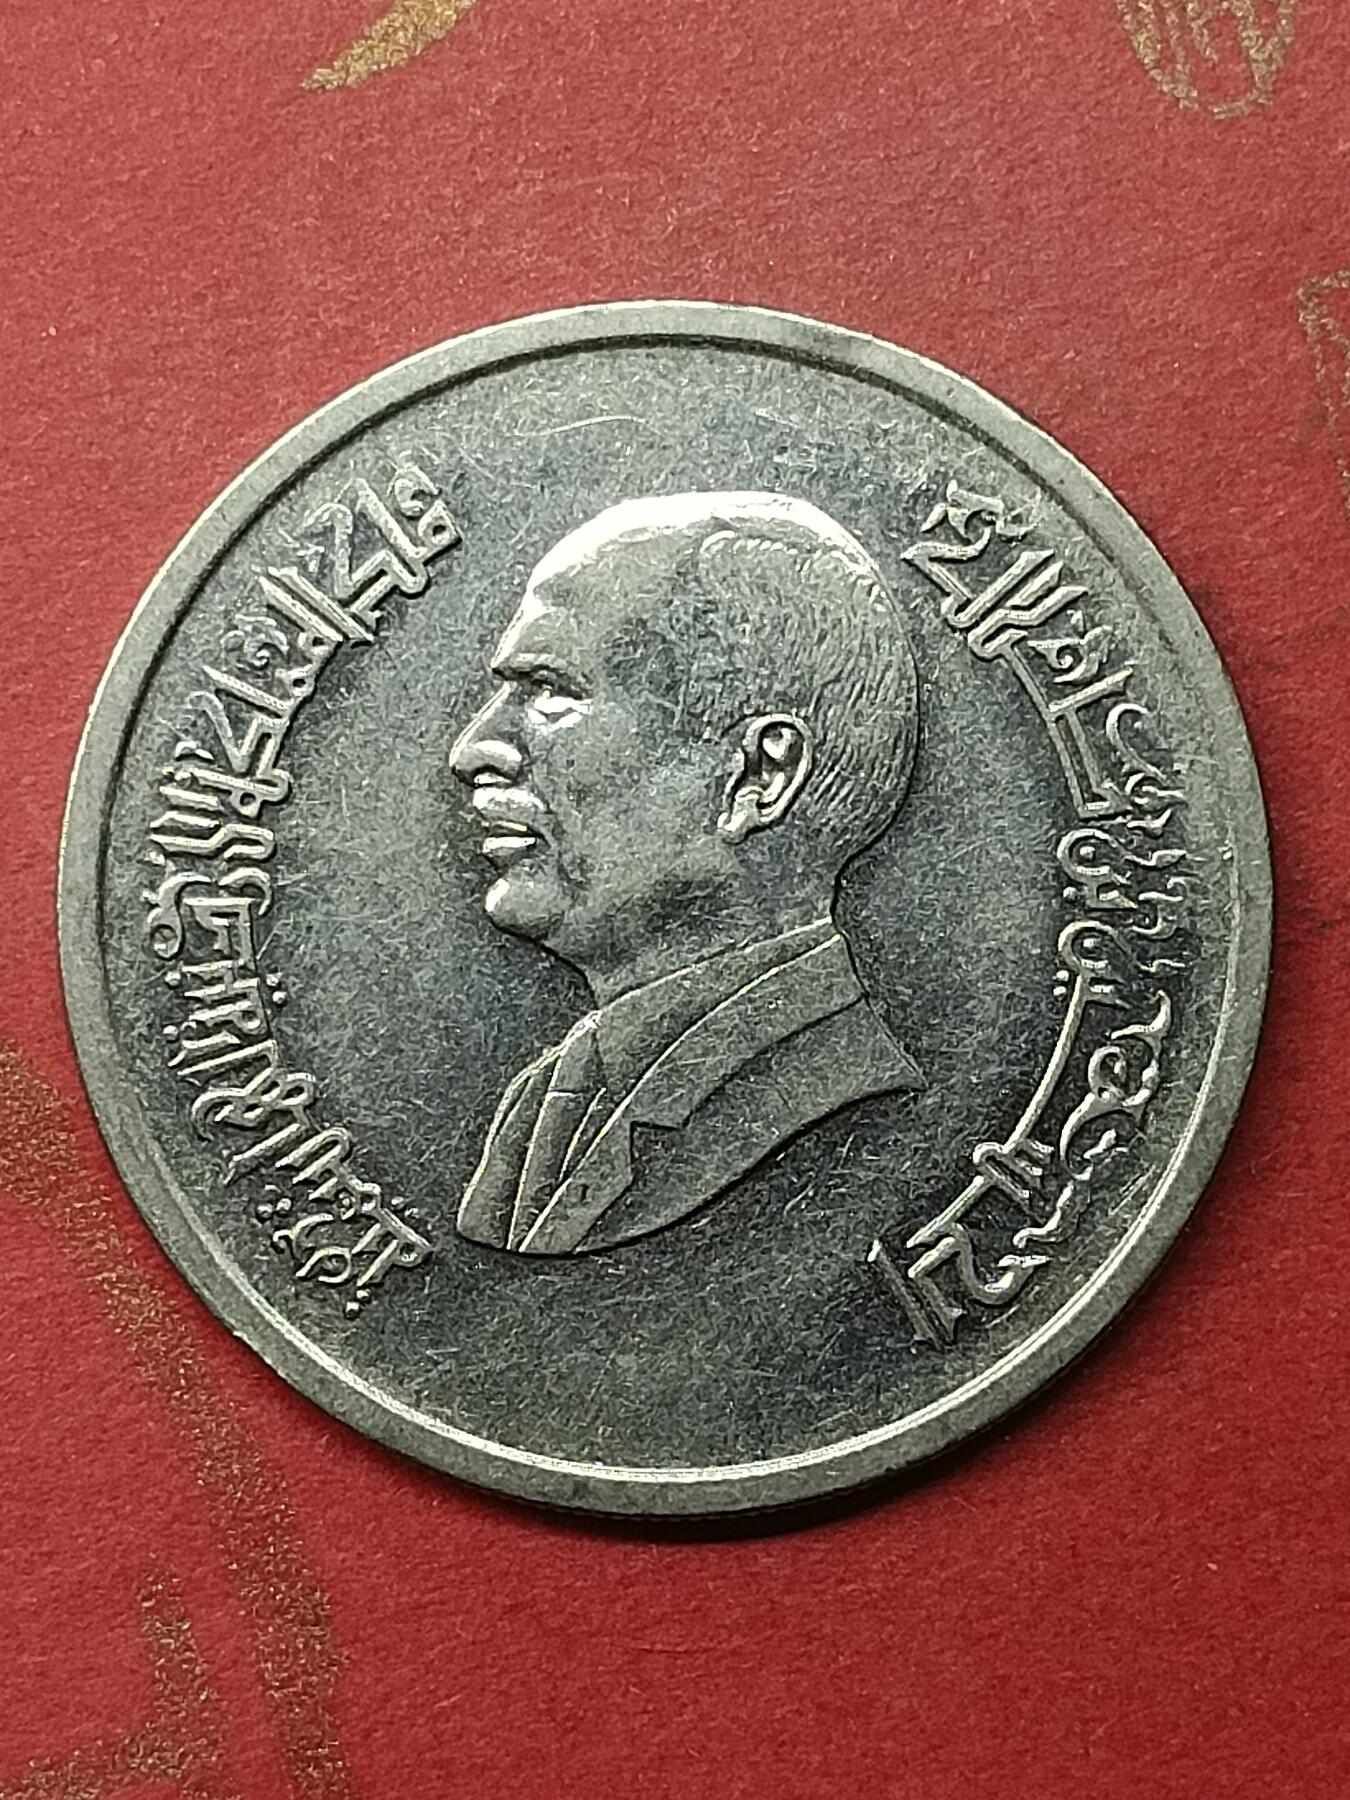 الحسين بن طلال
ملك المملكة الاردنية الهاشمية